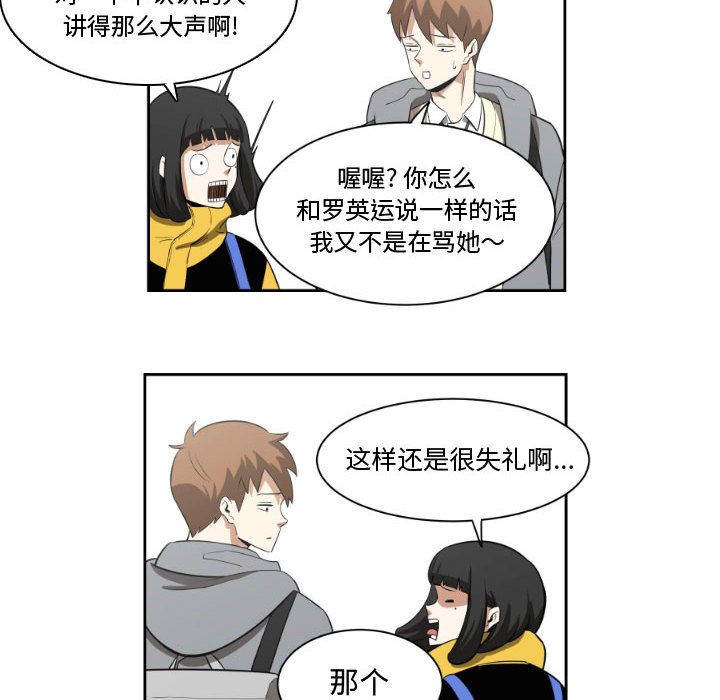 讲得那么大声啊!
喔喔? 你怎么
和罗英运说一样的话
我又不是在骂她～
这样还是很失礼啊...
那个